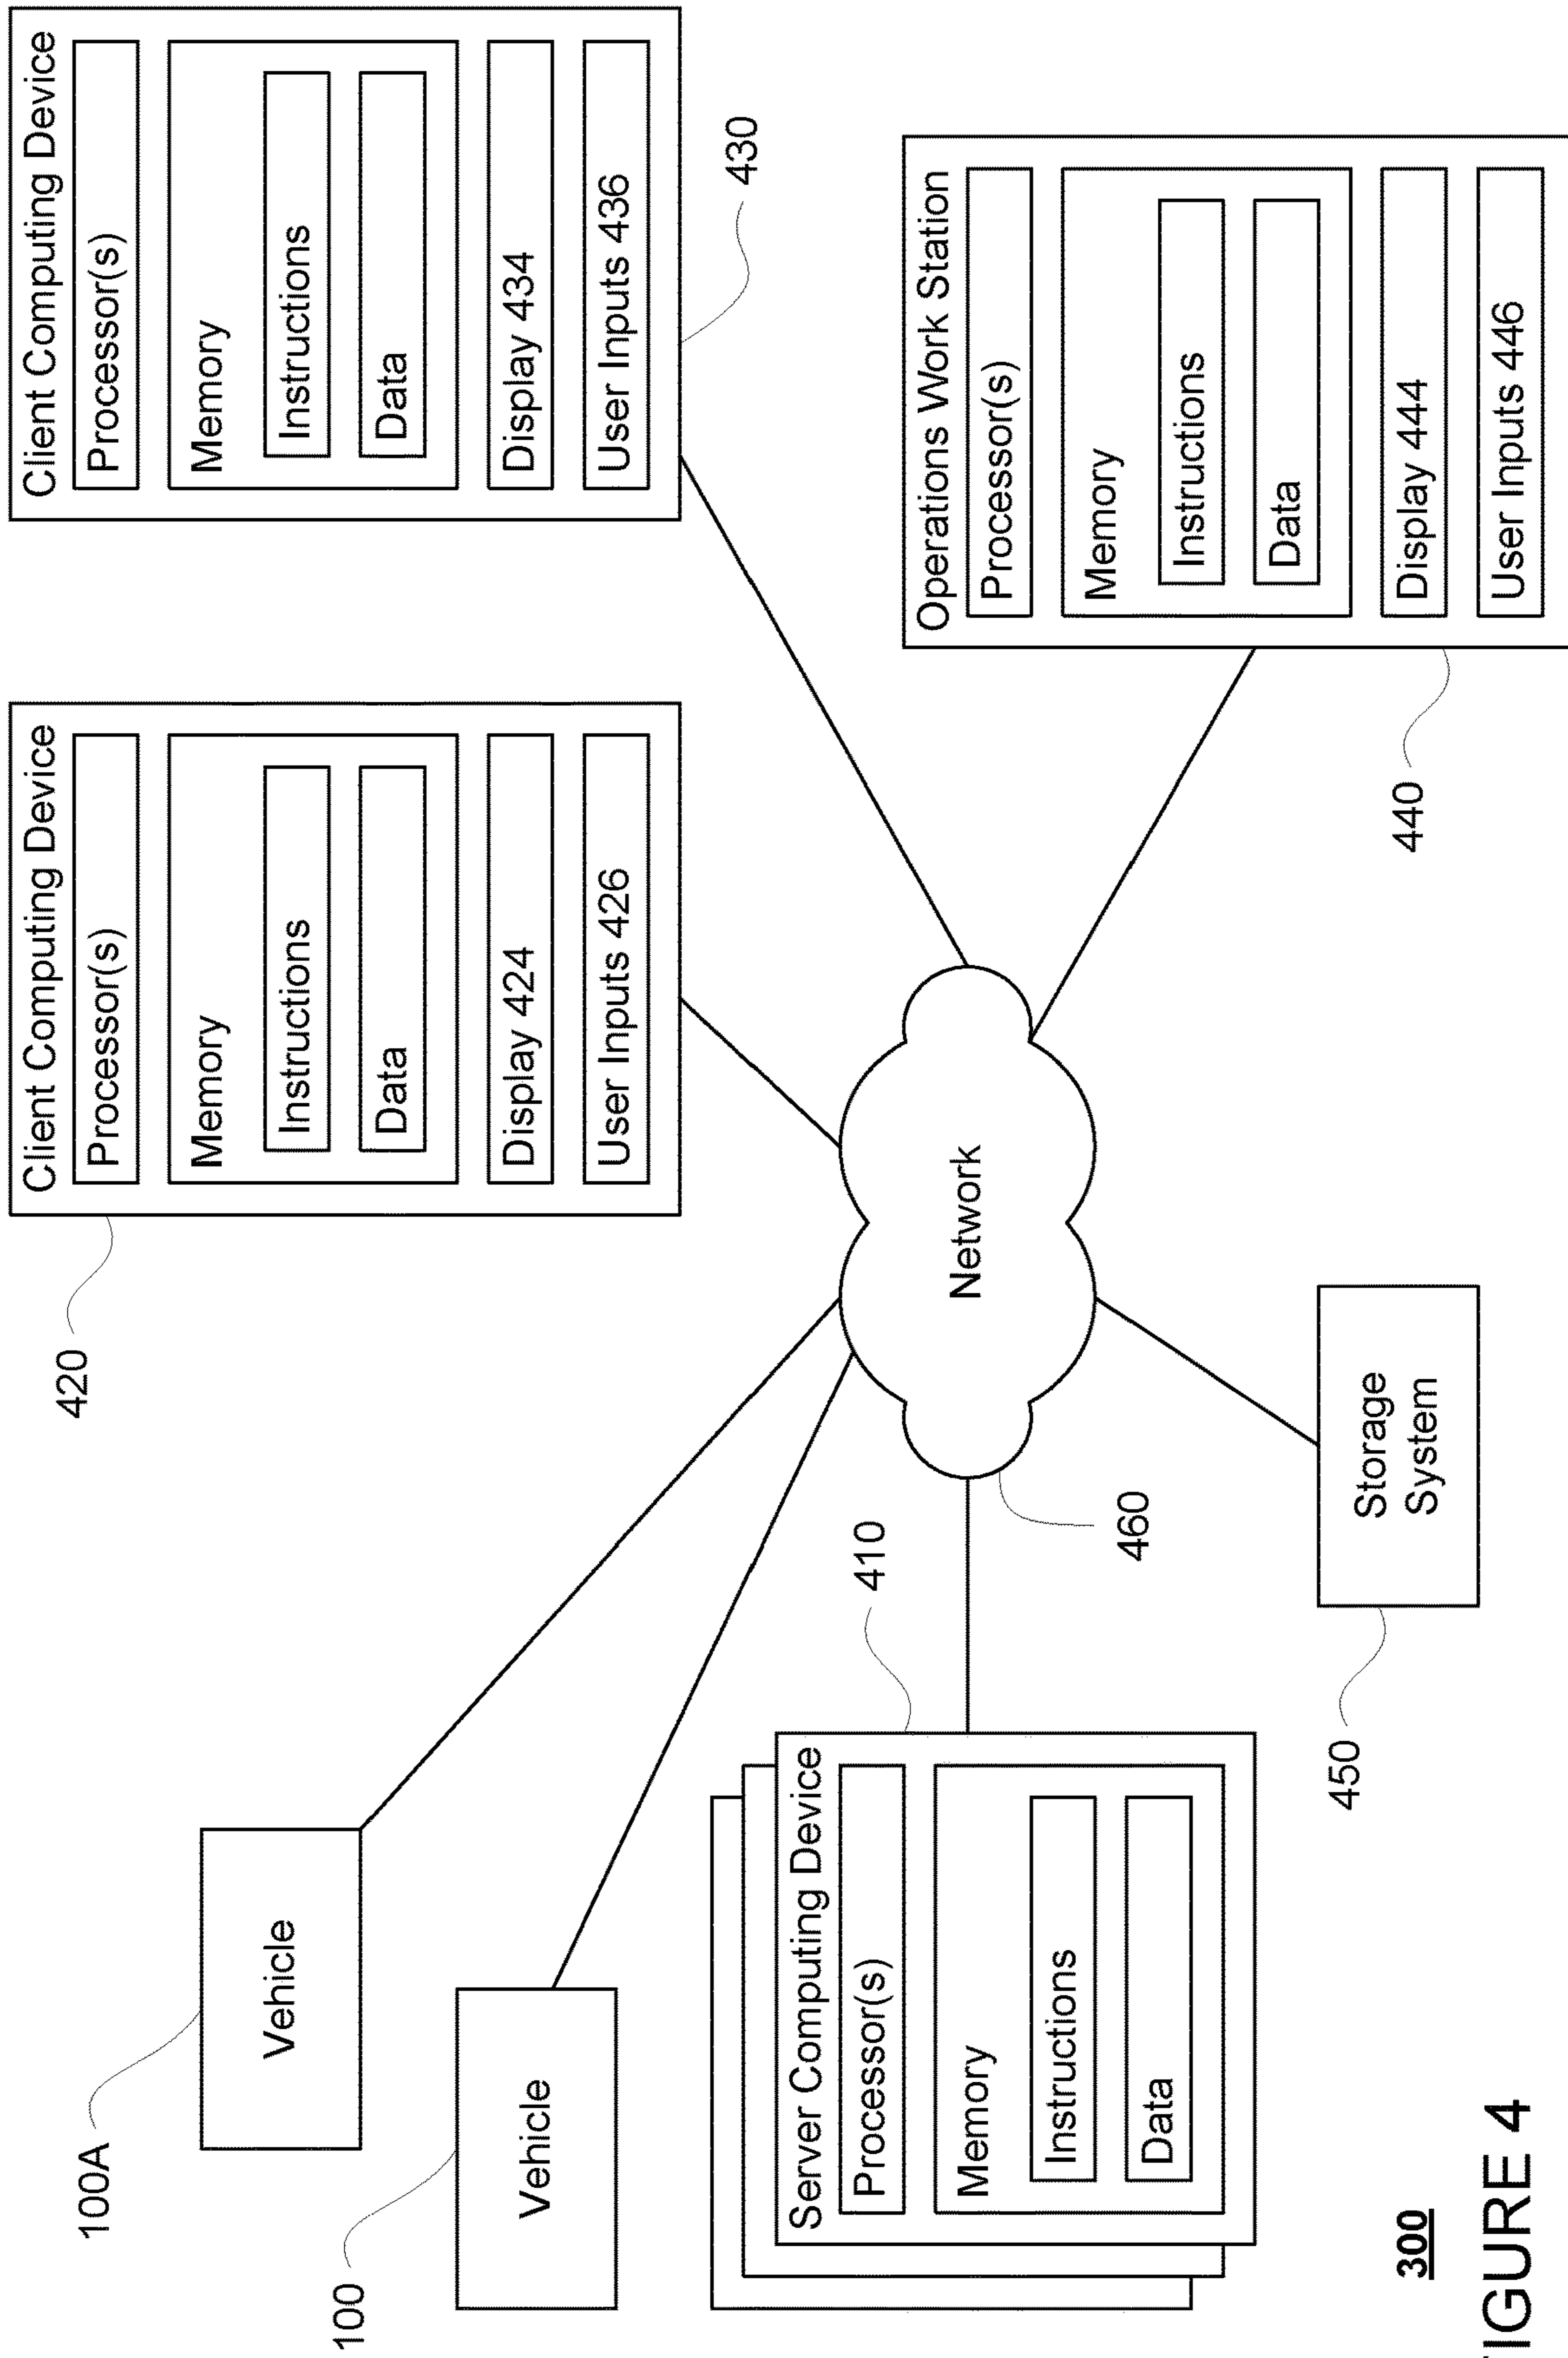 100A
Vehicle
100
Vehicle
Server Computing Device
Processor(s)
Memory
Instructions
Data
410
420
Client Computing Device
Processor(s)
Memory
Instructions
Data
Display 424
User Inputs 426
Client Computing Device
Processor(s)
Memory
Instructions
Data
Display 434
User Inputs 436
430
Network
460
Operations Work Station
Processor(s)
Memory
Instructions
Data
Display 444
User Inputs 446
440
450
Storage
System
300
FIGURE 4